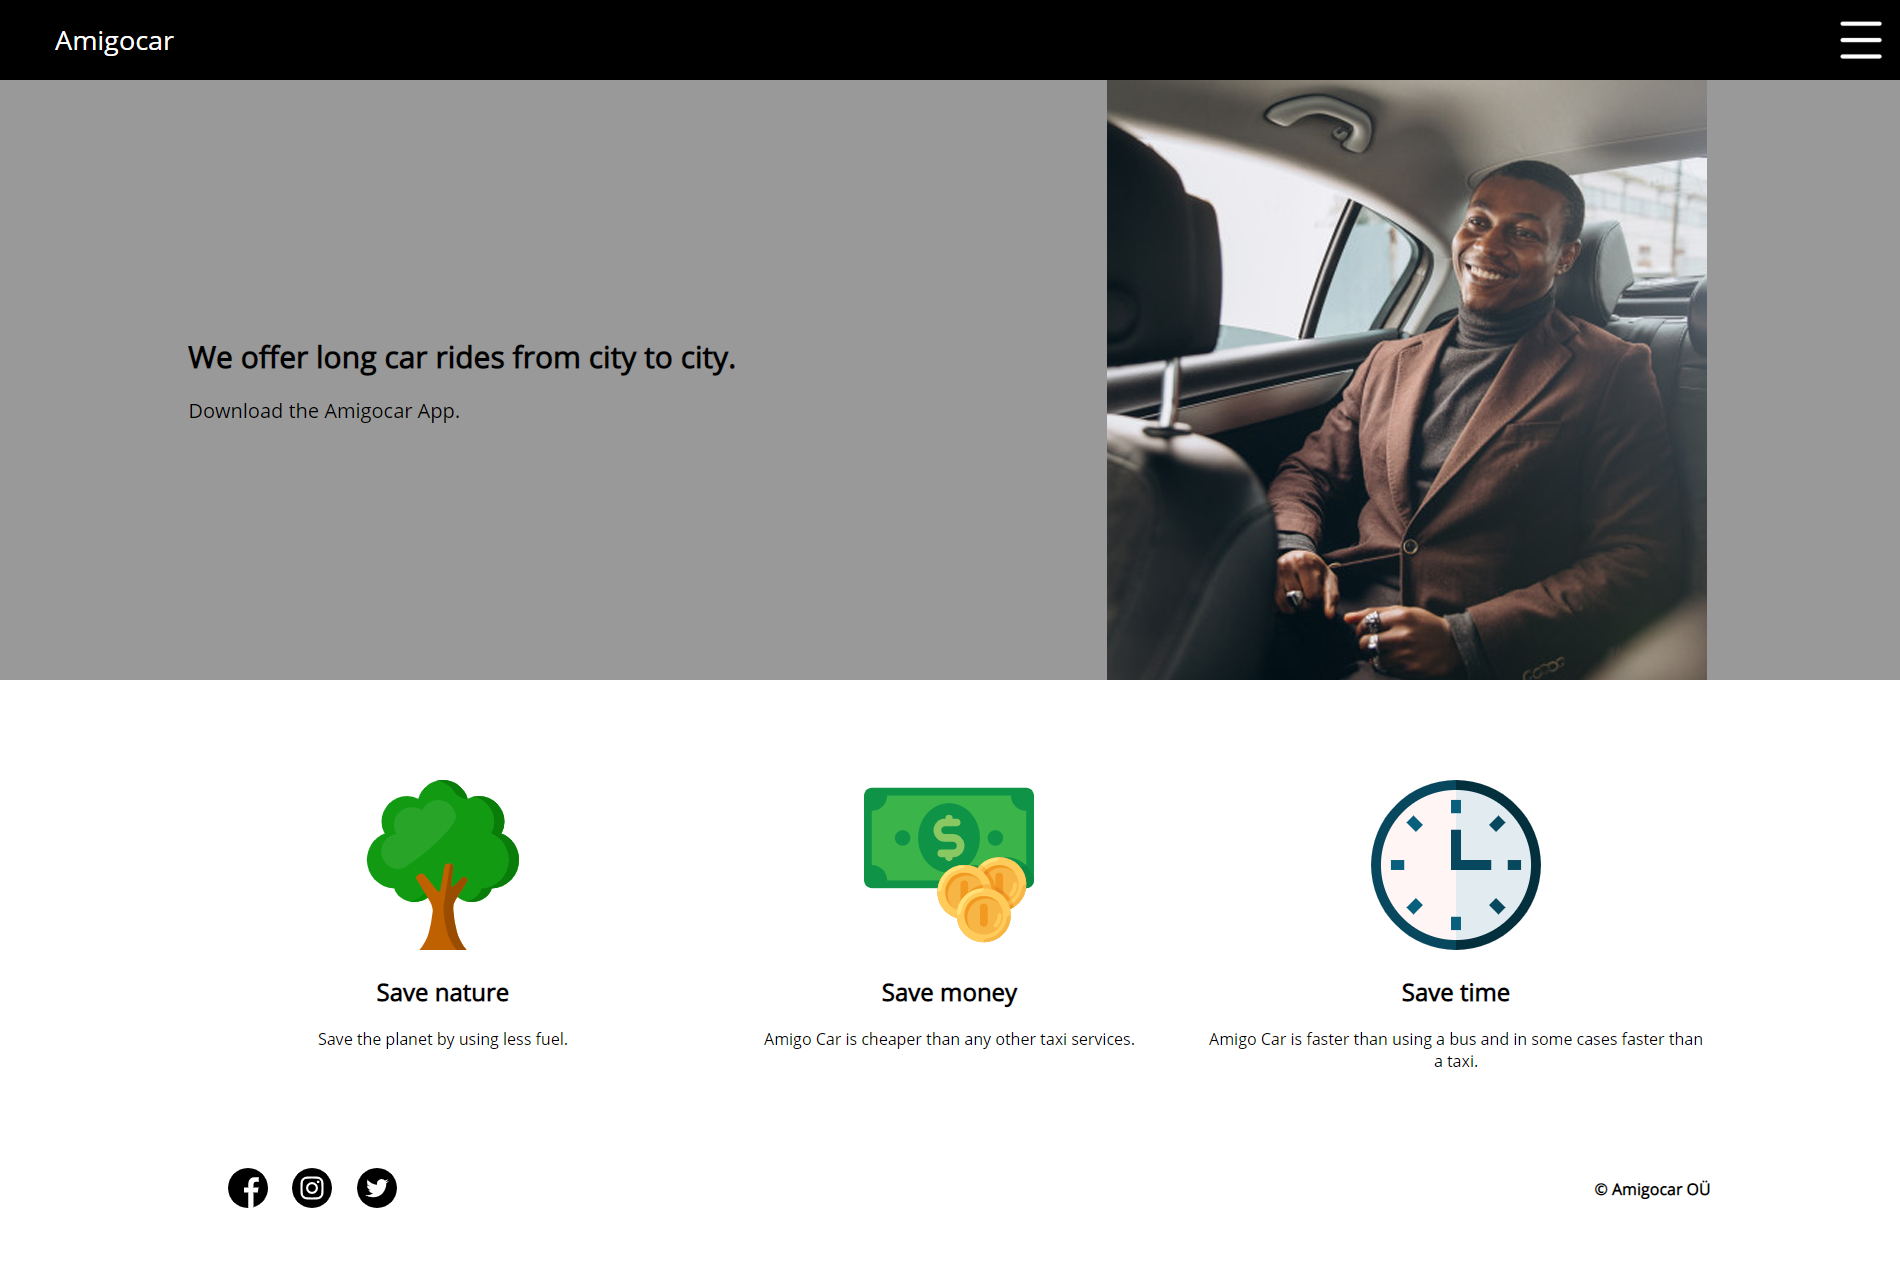 Amigocar
We offer long car rides from city to city.
Download the Amigocar App.
$
Save nature
Save money
Save time
Save the planet by using less fuel.
Amigo Car is cheaper than any other taxi services.
Amigo Car is faster than using a bus and in some cases faster than
a taxi.
© Amigocar OÜ